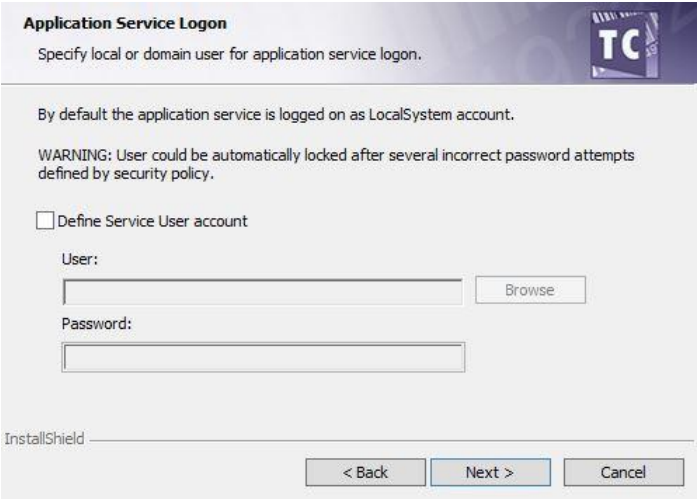 Application Service Logon
Specify local or domain user for application service logon.
TC
By default the application service is logged on as LocalSystem account.
WARNING: User could be automatically locked after several incorrect password attempts
defined by security policy.
Define Service User account
User:
Browse
Password:
InstallShield
< Back
Next >
Cancel